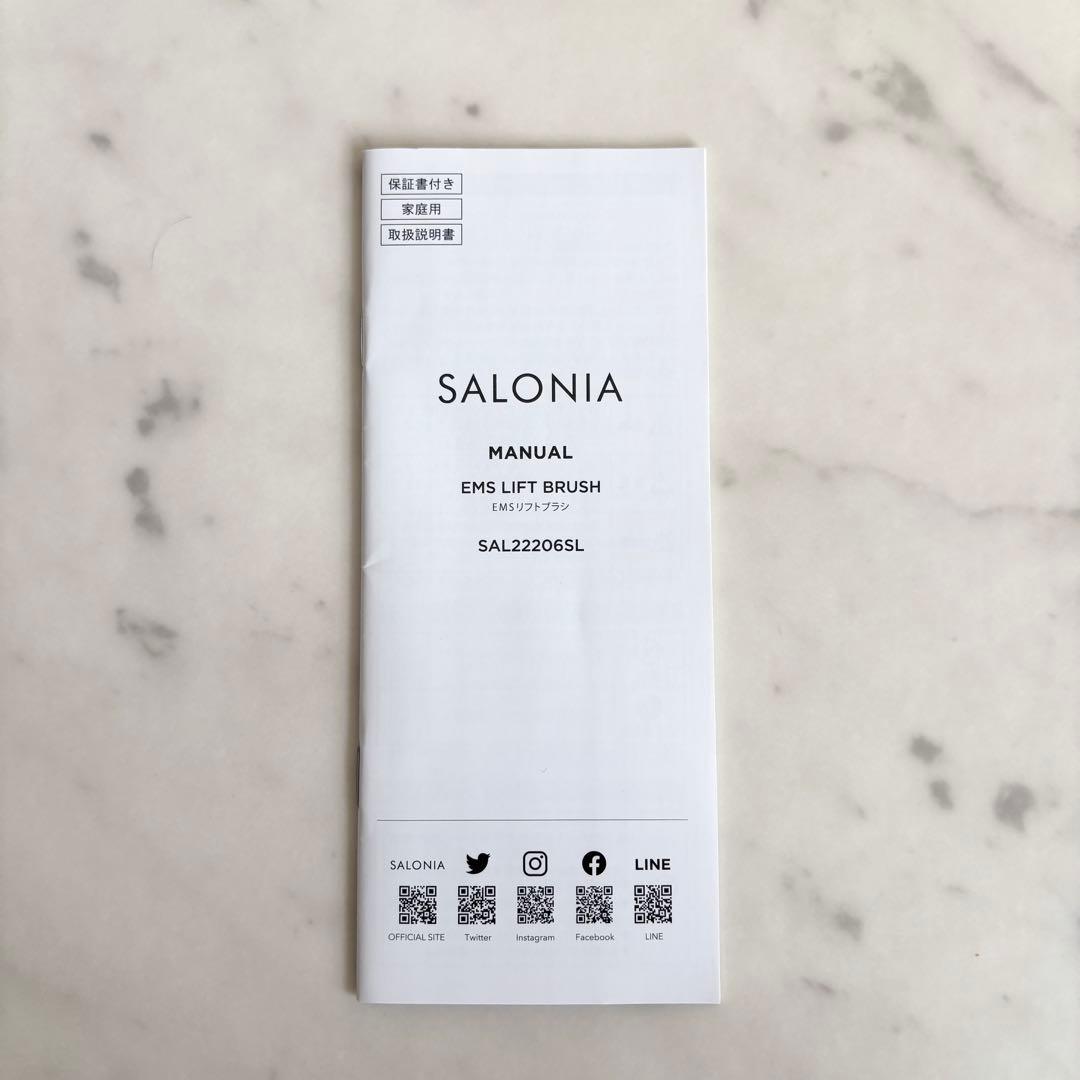 保証書付き
家庭用
取扱説明書
SALONIA
MANUAL
EMS LIFT BRUSH
EMSリフトブラシ
SAL22206SL
SALONIA LINE
OFFICIAL SITE Twitter Instagram Facebook LINE